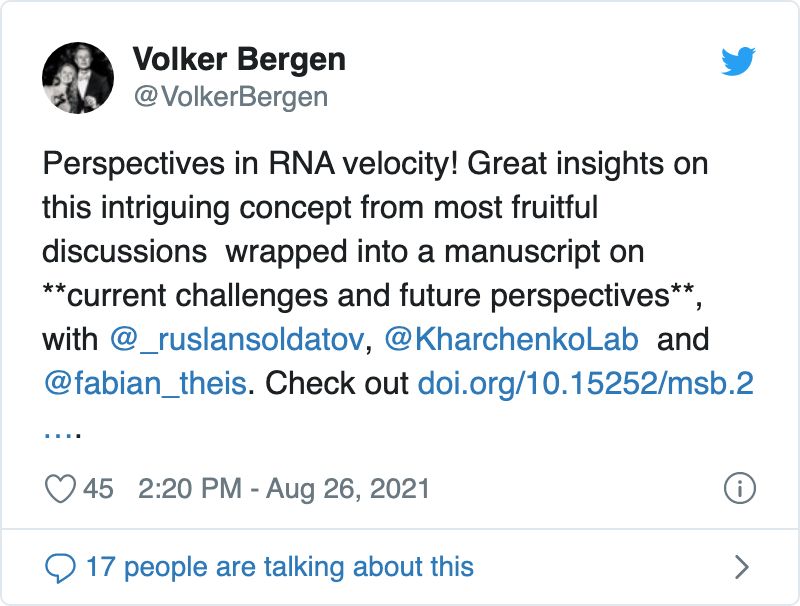 Volker Bergen
@VolkerBergen
Perspectives in RNA velocity! Great insights on
this intriguing concept from most fruitful
discussions  wrapped into a manuscript on
**current challenges and future perspectives**,
with @_ruslansoldatov, @KharchenkoLab  and
@fabian_theis. Check out doi.org/10.15252/msb.2
….
45 2:20 PM - Aug 26, 2021
17 people are talking about this